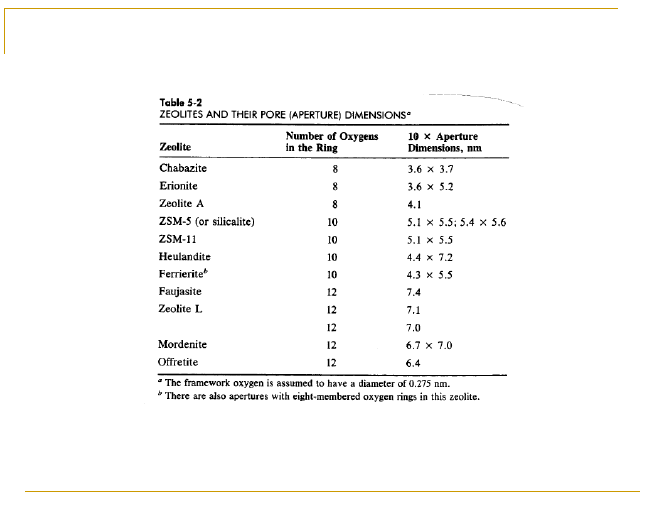 Table 5-2
ZEOLITES AND THEIR PORE (APERTURE) DIMENSIONSᵃ
Zeolite Number of Oxygens in the Ring 10 × Aperture Dimensions, nm
Chabazite 8 3.6 × 3.7
Erionite 8 3.6 × 5.2
Zeolite A 8 4.1
ZSM-5 (or silicalite) 10 5.1 × 5.5; 5.4 × 5.6
ZSM-11 10 5.1 × 5.5
Heulandite 10 4.4 × 7.2
Ferrieriteᵇ 10 4.3 × 5.5
Faujasite 12 7.4
Zeolite L 12 7.1
12 7.0
Mordenite 12 6.7 × 7.0
Offretite 12 6.4
ᵃ The framework oxygen is assumed to have a diameter of 0.275 nm.
ᵇ There are also apertures with eight-membered oxygen rings in this zeolite.